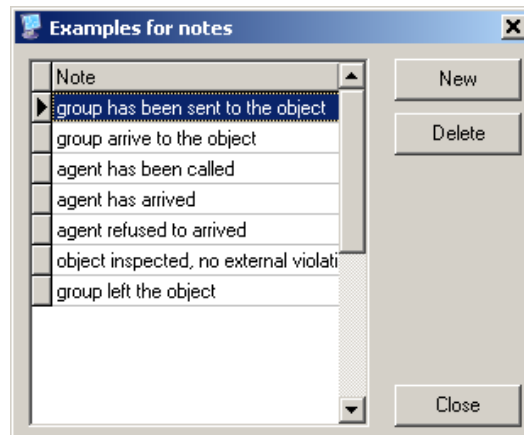 Examples for notes
Note
group has been sent to the object
group arrive to the object
agent has been called
agent has arrived
agent refused to arrived
object inspected, no external violati
group left the object
New
Delete
Close